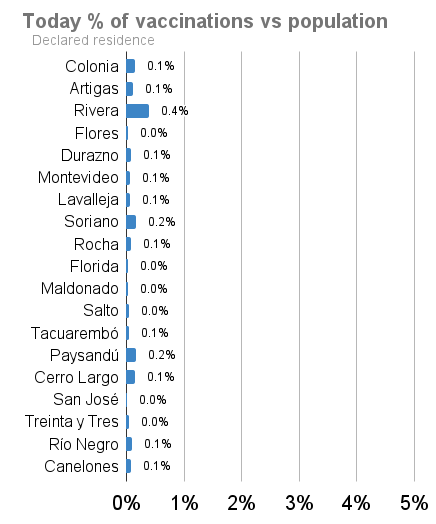 Today % of vaccinations vs population
Declared residence
Colonia 0.1%
Artigas 0.1%
Rivera 0.4%
Flores 0.0%
Durazno 0.1%
Montevideo 0.1%
Lavalleja 0.1%
Soriano 0.2%
Rocha 0.1%
Florida 0.0%
Maldonado 0.0%
Salto 0.0%
Tacuarembó 0.1%
Paysandú 0.2%
Cerro Largo 0.1%
San José 0.0%
Treinta y Tres 0.0%
Río Negro 0.1%
Canelones 0.1%
0% 1% 2% 3% 4% 5%